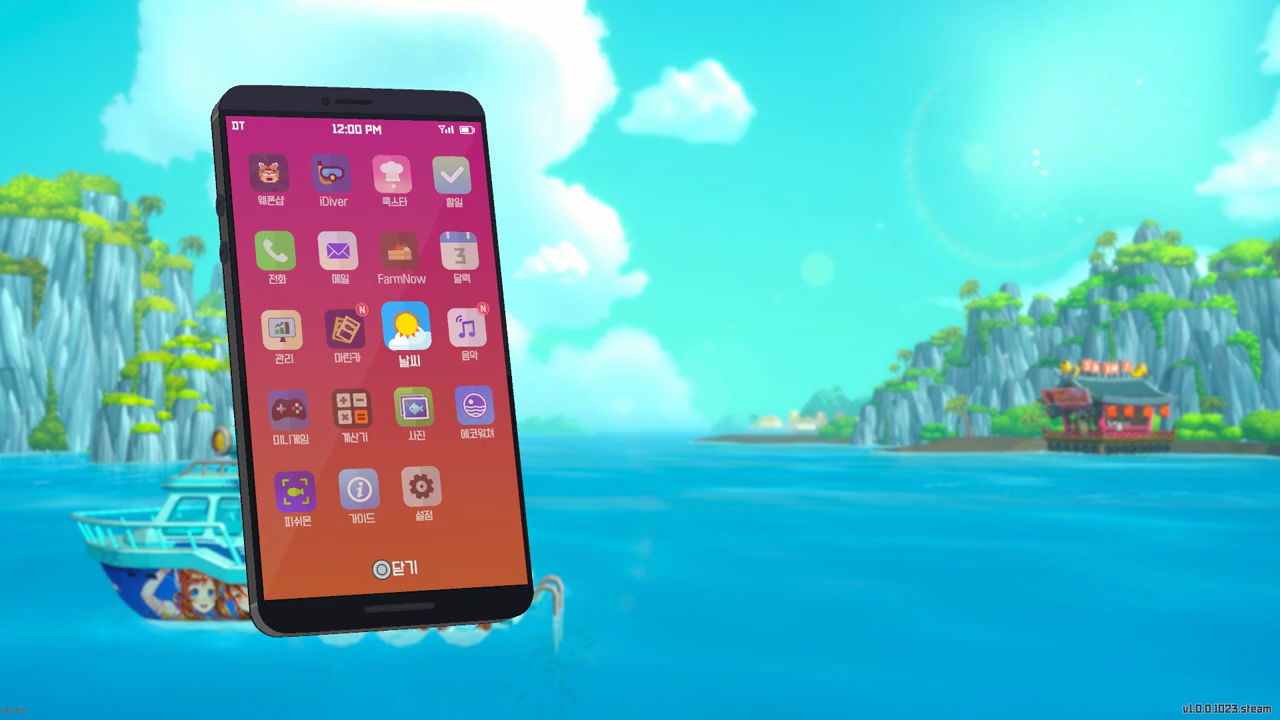 DT 12:00 PM
웨폰샵 iDiver 쿡스타 할일
전화 메일 FarmNow 3 달력
N N
관리 마린카 날씨 음악
미니게임 계산기 사진 에코워처
피쉬몬 가이드 설정
닫기
v1.0.0.1023.steam